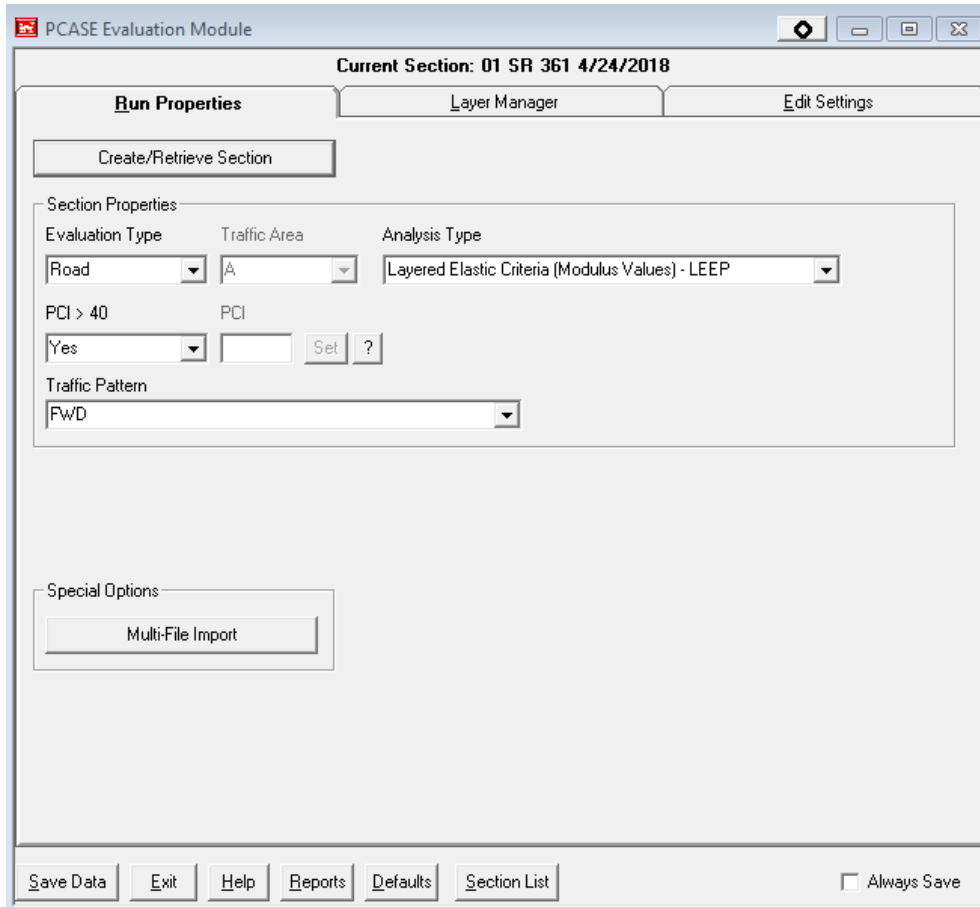 PCASE Evaluation Module
Current Section: 01 SR 361 4/24/2018
Run Properties Layer Manager Edit Settings
Create/Retrieve Section
Section Properties
Evaluation Type Traffic Area Analysis Type
Road A Layered Elastic Criteria (Modulus Values) - LEEP
PCI > 40 PCI
Yes Set ?
Traffic Pattern
FWD
Special Options
Multi-File Import
Save Data Exit Help Reports Defaults Section List Always Save